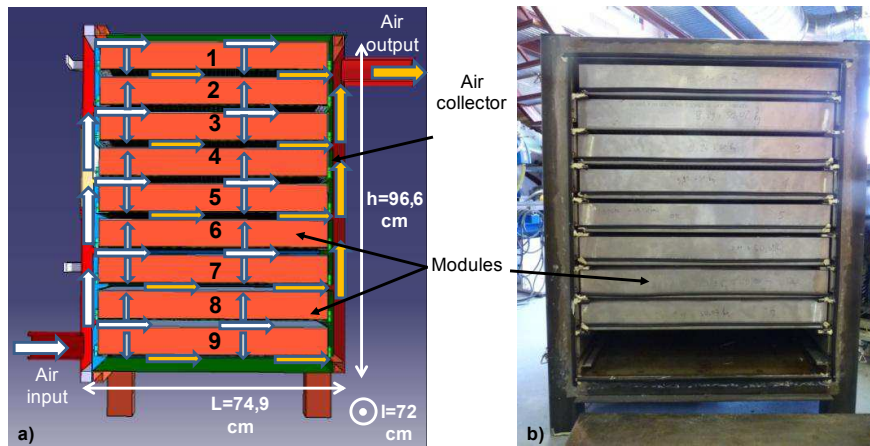 Air
output
1
2
3
4
5
6
7
8
9
Air
collector
h=96,6
cm
Modules
Air
input
L=74,9
cm
l=72
cm
a)
b)